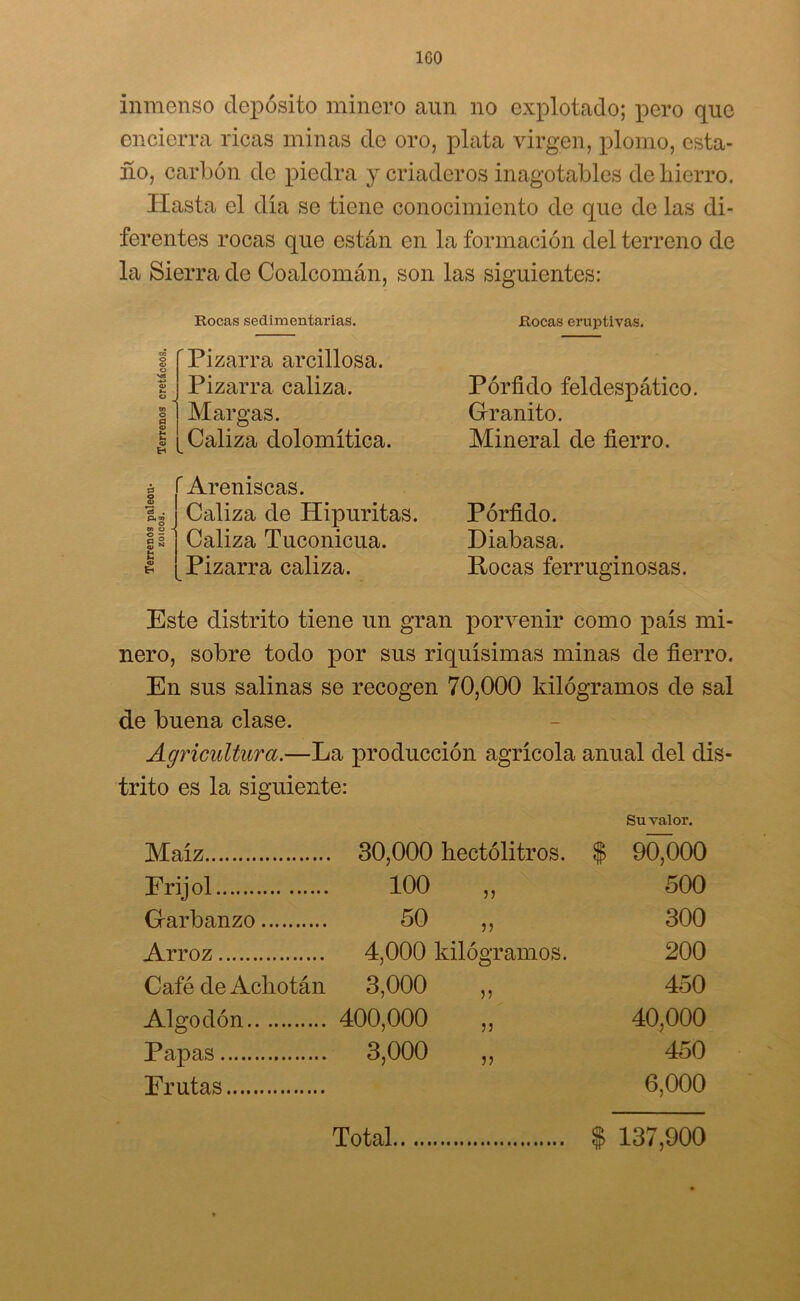 160
inmenso depósito minero aun no explotado; pero que
encierra ricas minas de oro, plata virgen, plomo, esta-
ño, carbón de piedra y criaderos inagotables de hierro.
Hasta el día se tiene conocimiento de que de las di-
ferentes rocas que están en la formación del terreno de
la Sierra de Coalcomán, son las siguientes:
Rocas sedimentarias. Rocas eruptivas.
Terrenos cretáceos.
Pizarra arcillosa.
Pizarra caliza. Pórfido feldespático.
Margas. Granito.
Caliza dolomítica. Mineral de fierro.
Terrenos paleon-
zoicos.
Areniscas.
Caliza de Hipuritas. Pórfido.
Caliza Tuconicua. Diabasa.
Pizarra caliza. Rocas ferruginosas.
Este distrito tiene un gran porvenir como país mi-
nero, sobre todo por sus riquísimas minas de fierro.
En sus salinas se recogen 70,000 kilógramos de sal
de buena clase.
Agricultura.—La producción agrícola anual del dis-
trito es la siguiente:
Su valor.
Maíz.................... 30,000 hectólitros. $ 90,000
Frijol.................. 100 ,, 500
Garbanzo........... 50 ,, 300
Arroz................. 4,000 kilógramos. 200
Café de Achotán 3,000 ,, 450
Algodón.............. 400,000 ,, 40,000
Papas................. 3,000 ,, 450
Frutas................ 6,000
Total.......................... $ 137,900